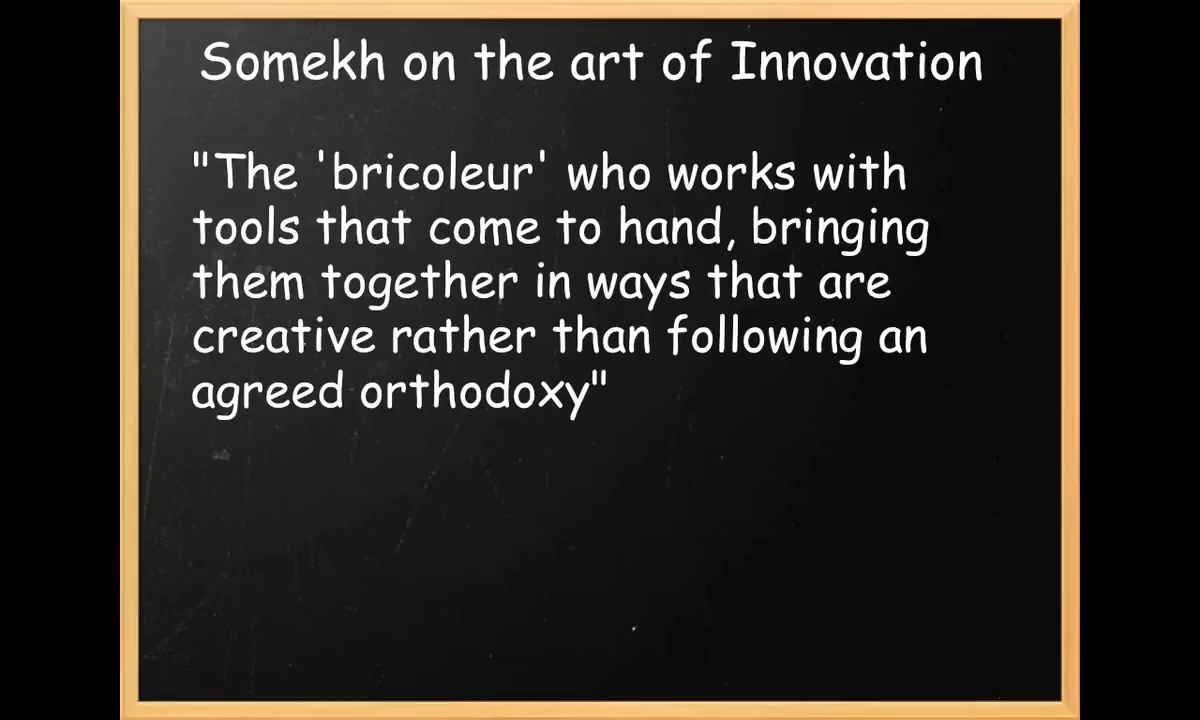 Somekh on the art of Innovation
"The 'bricoleur' who works with
tools that come to hand, bringing
them together in ways that are
creative rather than following an
agreed orthodoxy"